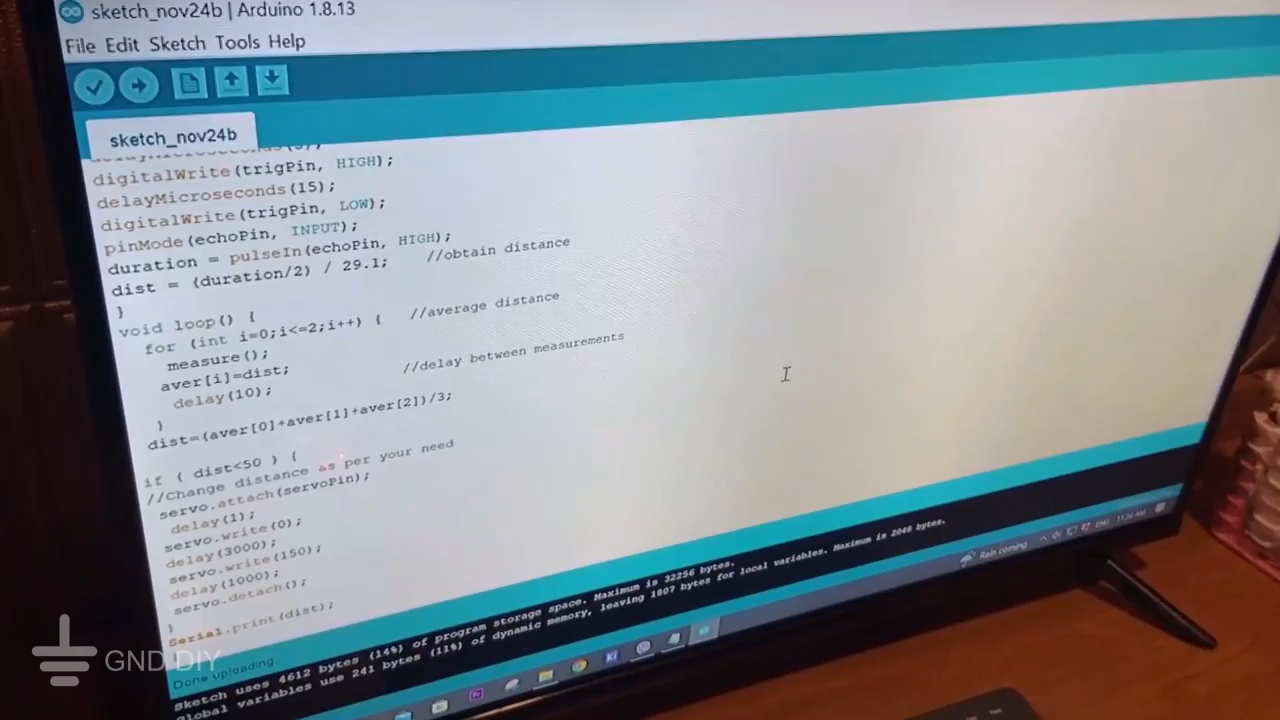 sketch_nov24b | Arduino 1.8.13
File Edit Sketch Tools Help
sketch_nov24b
digitalWrite(trigPin, HIGH);
delayMicroseconds(15);
digitalWrite(trigPin, LOW);
pinMode(echoPin, INPUT);
duration = pulseIn(echoPin, HIGH);
dist = (duration/2) / 29.1;    //obtain distance
}
void loop() {
for (int i=0;i<=2;i++) {   //average distance
measure();
aver[i]=dist;
delay(10);    //delay between measurements
}
dist=(aver[0]+aver[1]+aver[2])/3;
if ( dist<50 ) {
//Change distance as per your need
servo.attach(servoPin);
delay(1);
servo.write(0);
delay(3000);
servo.write(150);
delay(1000);
servo.detach();
}
Serial.print(dist);
Done uploading.
Sketch uses 4612 bytes (14%) of program storage space. Maximum is 32256 bytes.
Global variables use 241 bytes (11%) of dynamic memory, leaving 1807 bytes for local variables. Maximum is 2048 bytes.
Rain coming
ENG
11:26 AM
GND DIY